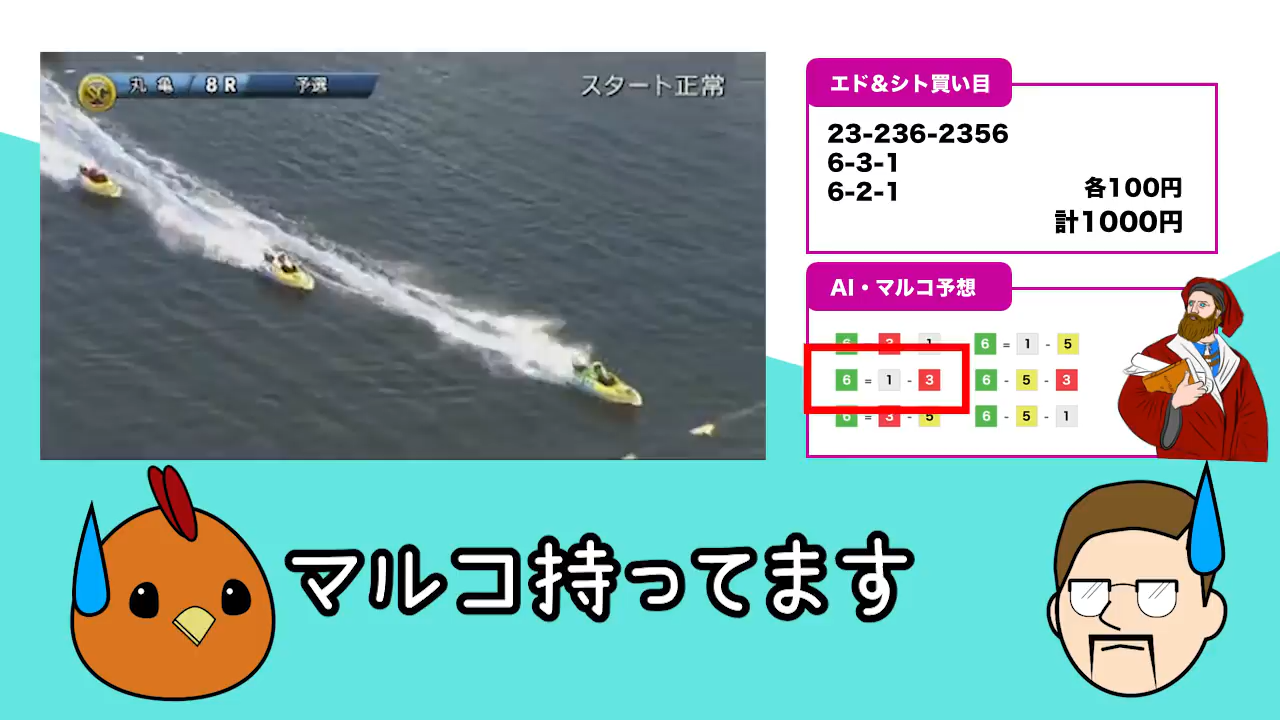 SG 丸亀 8R 予選
スタート正常
エド&シト買い目
23-236-2356
6-3-1
6-2-1
各100円
計1000円
AI・マルコ予想
6 = 3 - 1
6 = 1 - 5
6 = 1 - 3
6 - 5 - 3
6 = 3 - 5
6 - 5 - 1
マルコ持ってます